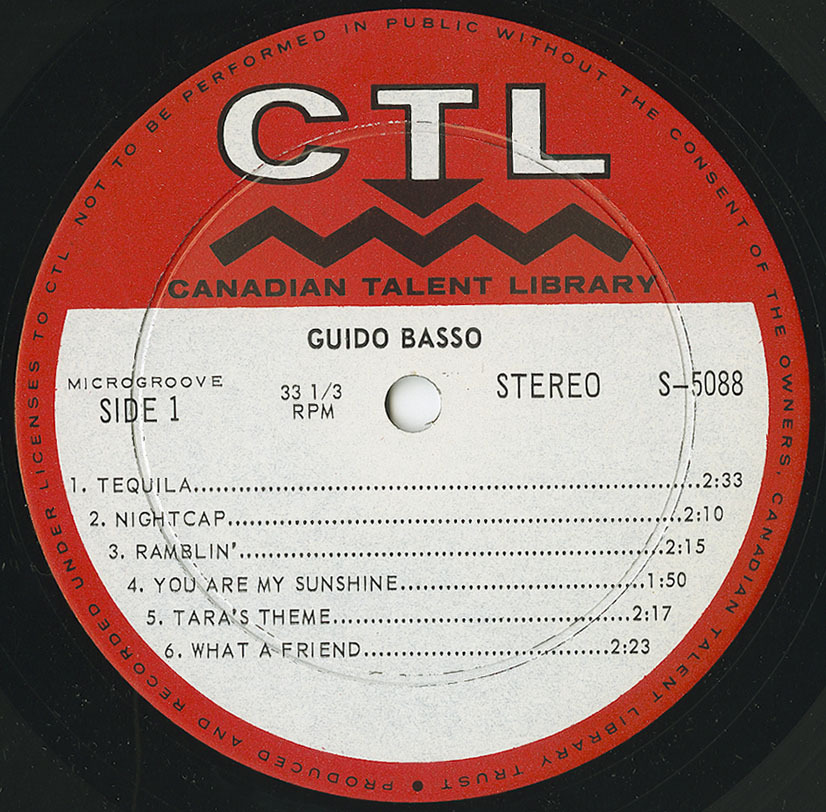 PRODUCED AND RECORDED UNDER LICENSES TO CTL. NOT TO BE PERFORMED IN PUBLIC WITHOUT THE CONSENT OF THE OWNERS, CANADIAN TALENT LIBRARY TRUST
CTL
CANADIAN TALENT LIBRARY
GUIDO BASSO
MICROGROOVE
SIDE 1
33 1/3
RPM
STEREO
S-5088
1. TEQUILA..........2:33
2. NIGHTCAP..........2:10
3. RAMBLIN'..........2:15
4. YOU ARE MY SUNSHINE..........1:50
5. TARA'S THEME..........2:17
6. WHAT A FRIEND..........2:23